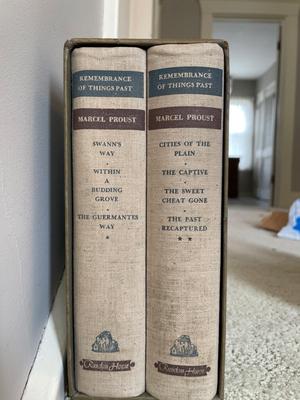 REMEMBRANCE
OF THINGS PAST
MARCEL PROUST
SWANN'S
WAY
•
WITHIN
A
BUDDING
GROVE
•
THE GUERMANTES
WAY
*
Random House
REMEMBRANCE
OF THINGS PAST
MARCEL PROUST
CITIES OF THE
PLAIN
•
THE CAPTIVE
•
THE SWEET
CHEAT GONE
•
THE PAST
RECAPTURED
* *
Random House